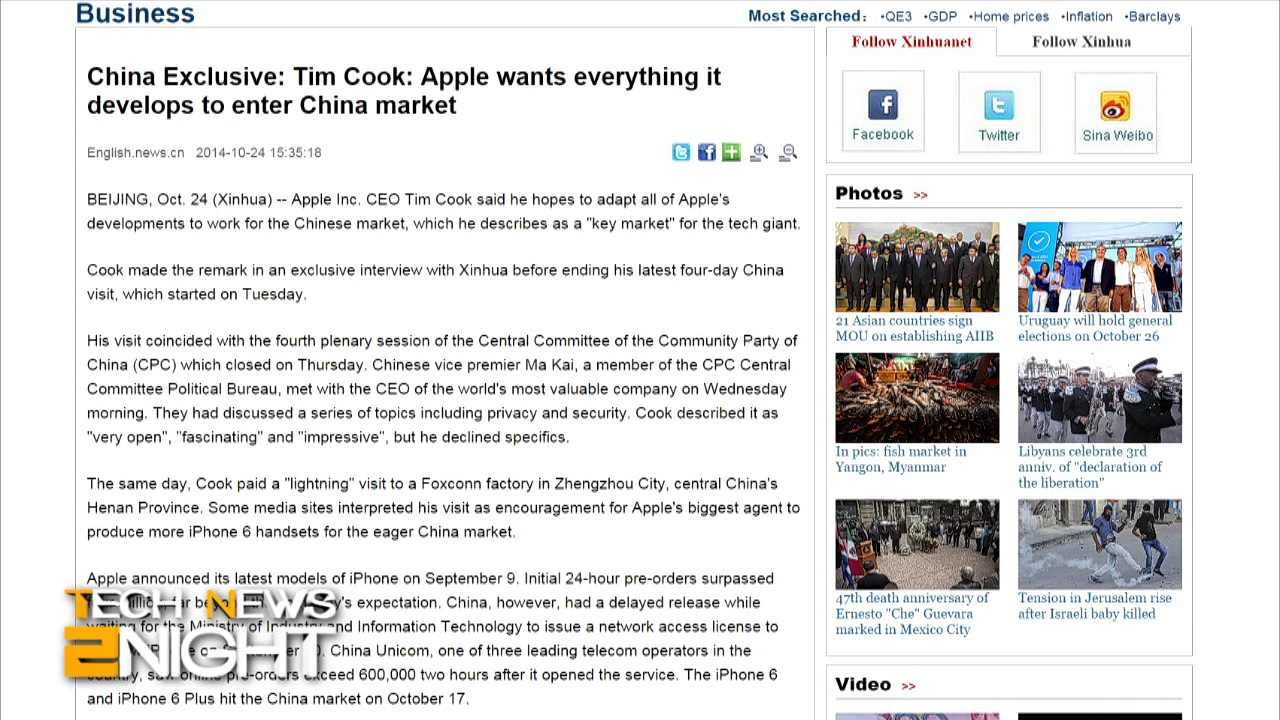 Business
Most Searched: •QE3 •GDP •Home prices •Inflation •Barclays
China Exclusive: Tim Cook: Apple wants everything it
develops to enter China market
English.news.cn 2014-10-24 15:35:18
BEIJING, Oct. 24 (Xinhua) -- Apple Inc. CEO Tim Cook said he hopes to adapt all of Apple's
developments to work for the Chinese market, which he describes as a "key market" for the tech giant.
Cook made the remark in an exclusive interview with Xinhua before ending his latest four-day China
visit, which started on Tuesday.
His visit coincided with the fourth plenary session of the Central Committee of the Community Party of
China (CPC) which closed on Thursday. Chinese vice premier Ma Kai, a member of the CPC Central
Committee Political Bureau, met with the CEO of the world's most valuable company on Wednesday
morning. They had discussed a series of topics including privacy and security. Cook described it as
"very open", "fascinating" and "impressive", but he declined specifics.
The same day, Cook paid a "lightning" visit to a Foxconn factory in Zhengzhou City, central China's
Henan Province. Some media sites interpreted his visit as encouragement for Apple's biggest agent to
produce more iPhone 6 handsets for the eager China market.
Apple announced its latest models of iPhone on September 9. Initial 24-hour pre-orders surpassed
expectation. China, however, had a delayed release while
waiting for the Ministry of Industry and Information Technology to issue a network access license to
China Unicom, one of three leading telecom operators in the
country, saw online pre-orders exceed 600,000 two hours after it opened the service. The iPhone 6
and iPhone 6 Plus hit the China market on October 17.
TECH NEWS
2NIGHT
Follow Xinhuanet
Follow Xinhua
Facebook
Twitter
Sina Weibo
Photos >>
21 Asian countries sign
MOU on establishing AIIB
Uruguay will hold general
elections on October 26
In pics: fish market in
Yangon, Myanmar
Libyans celebrate 3rd
anniv. of "declaration of
the liberation"
47th death anniversary of
Ernesto "Che" Guevara
marked in Mexico City
Tension in Jerusalem rise
after Israeli baby killed
Video >>